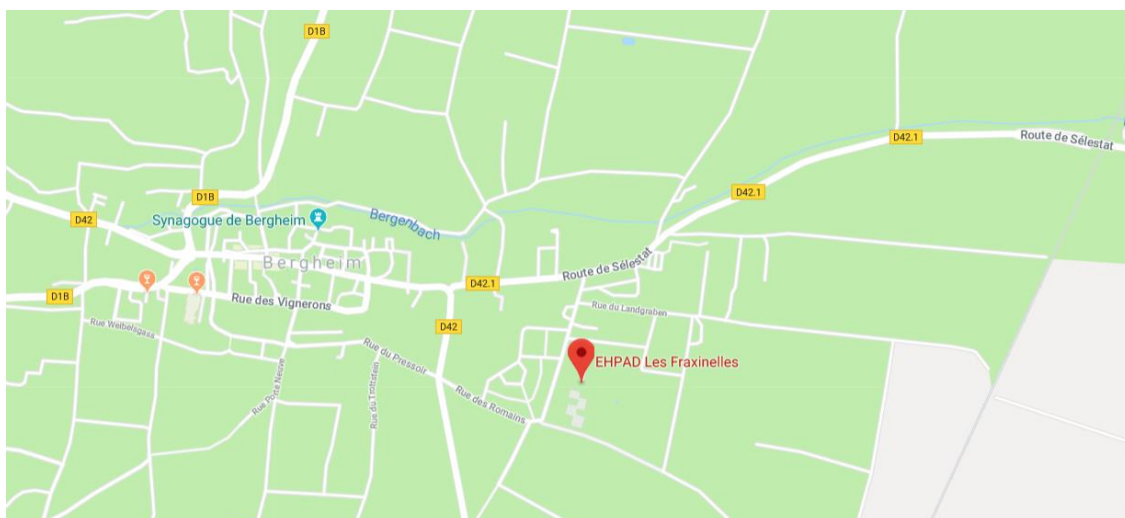 D1B
D42.1
Route de Sélestat
D42.1
D1B
D42
Synagogue de Bergheim
Bergenbach
Bergheim
Route de Sélestat
D42.1
D1B
Rue des Vignerons
Rue du Landgraben
Rue Weibelsgass
D42
Rue du Pressoir
EHPAD Les Fraxinelles
Rue Porte Neuve
Rue du Trottstein
Rue des Romains